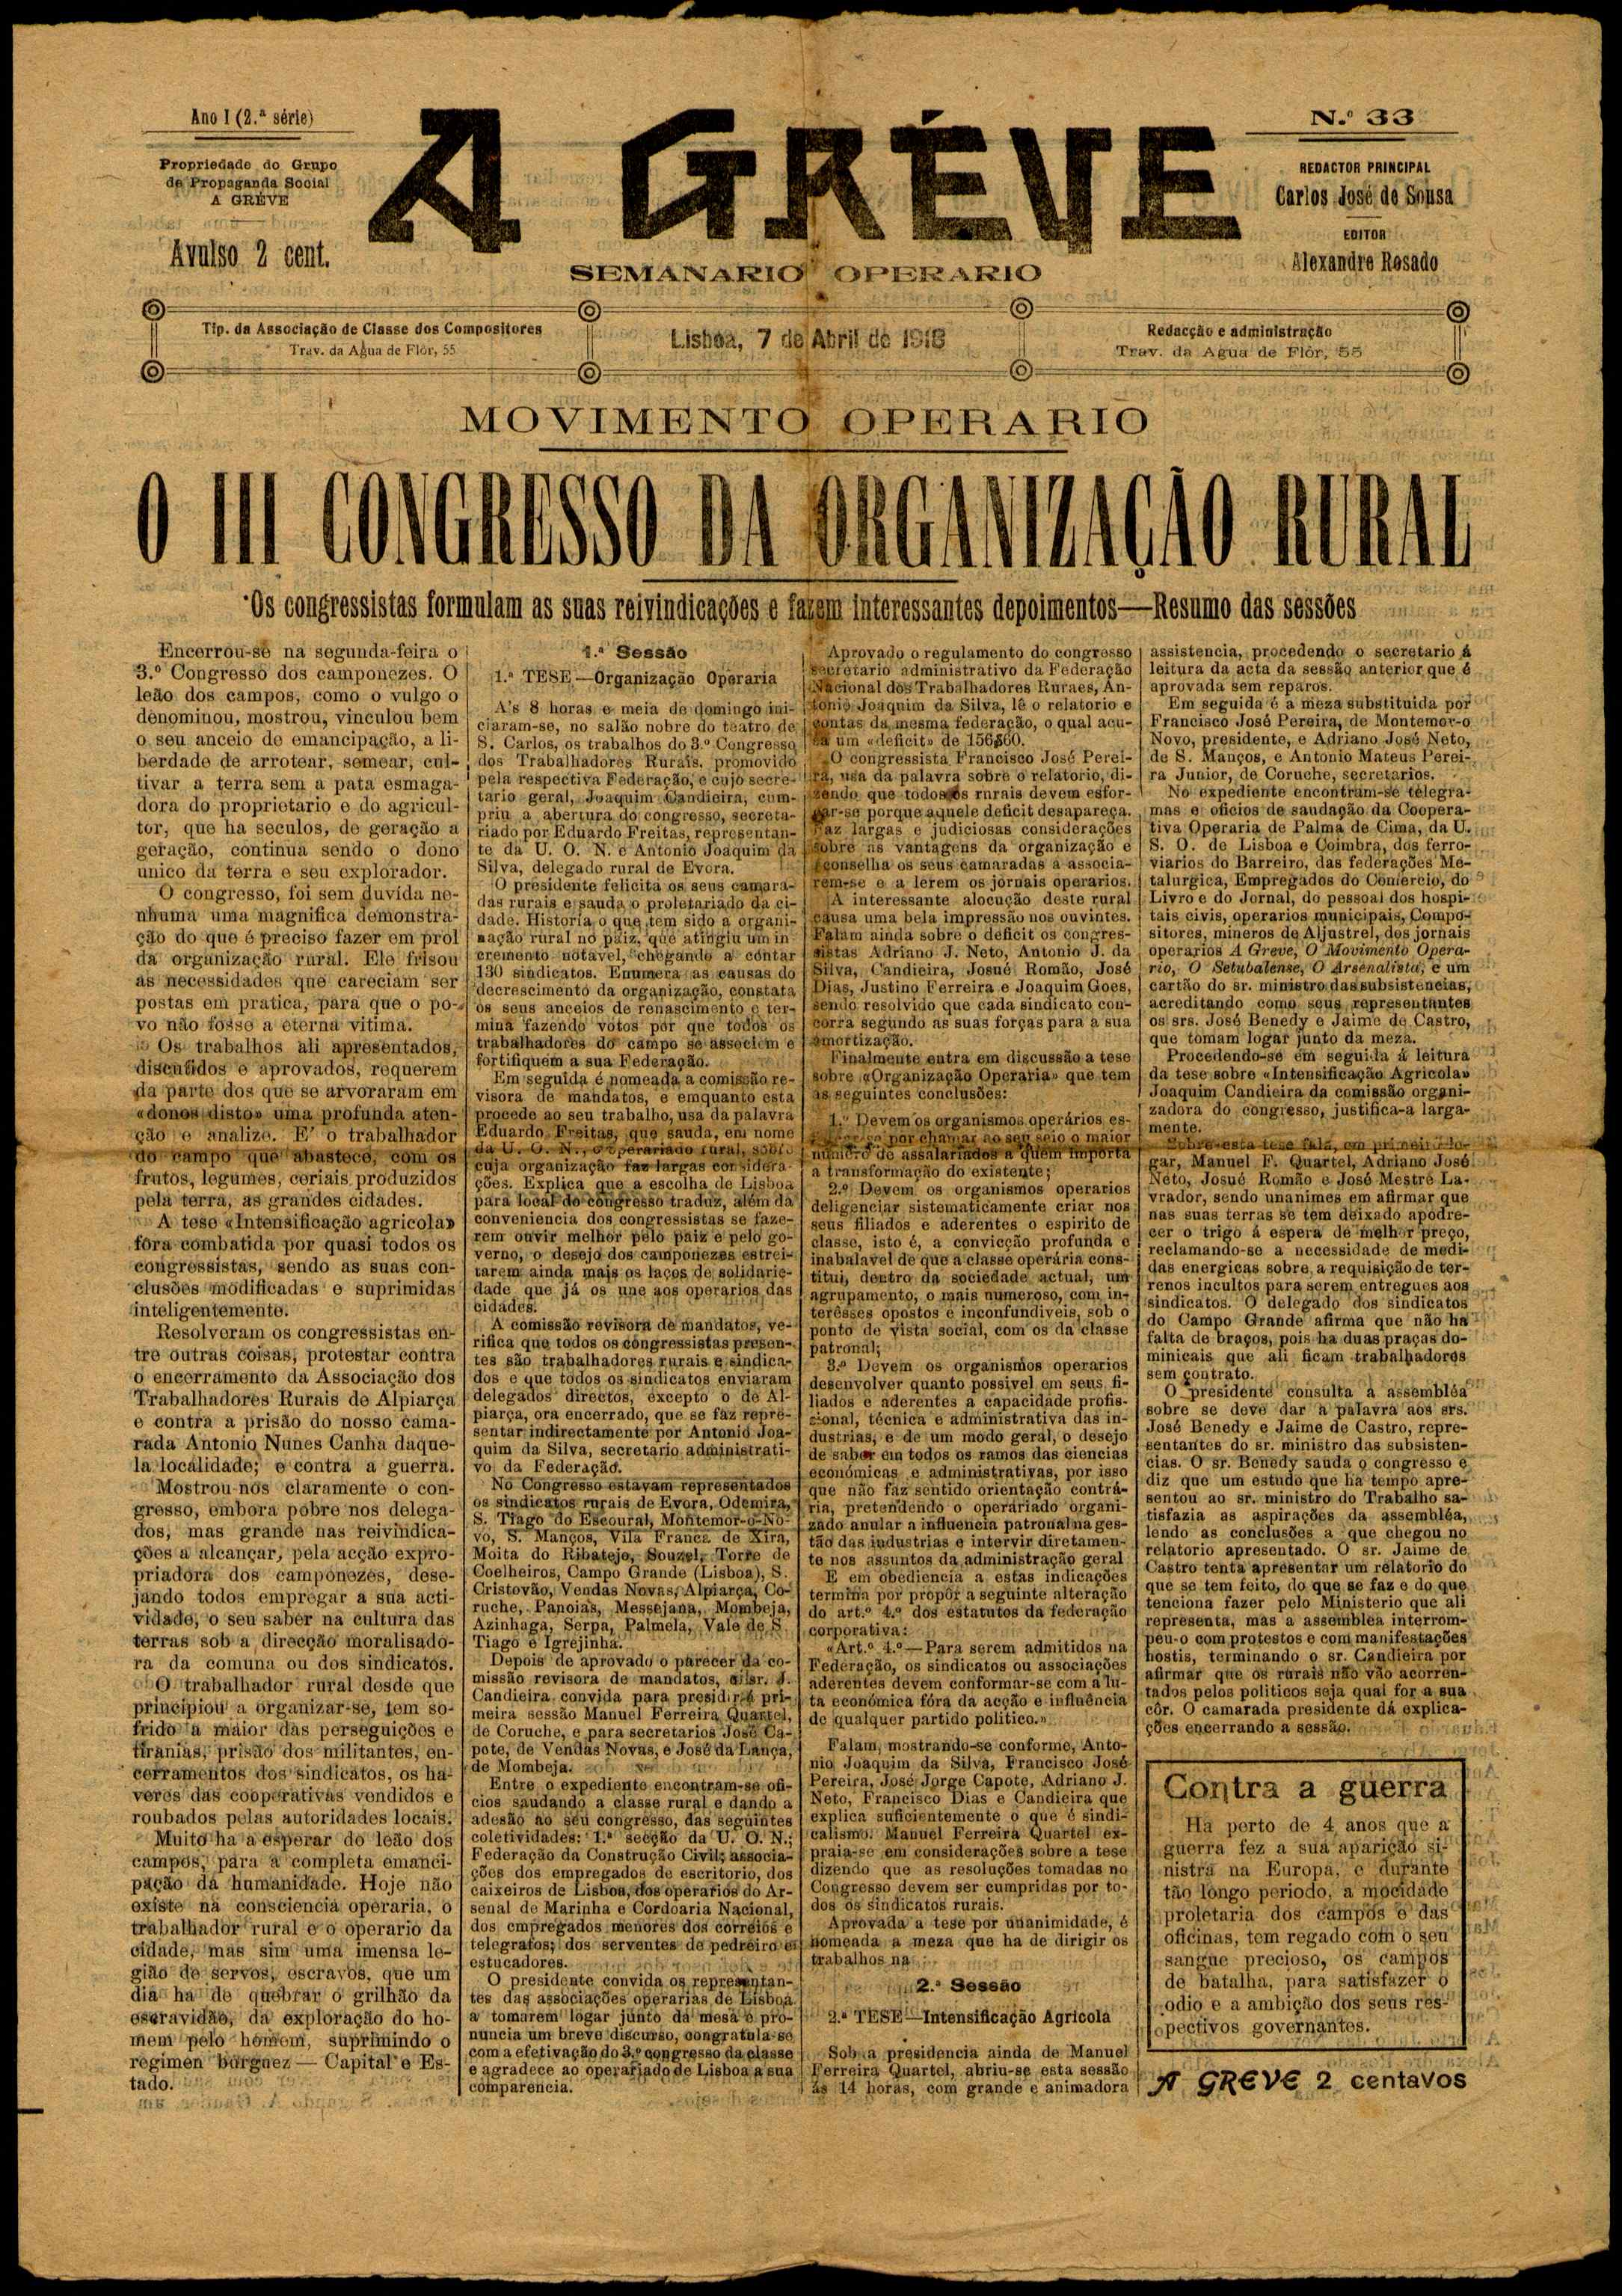 Ano I (2.ª série)
Propriedade do Grupo
de Propaganda Social
A GRÉVE
Avulso 2 cent.
A GRÉVE
SEMANARIO OPERARIO
N.º 33
REDACTOR PRINCIPAL
Carlos José de Sousa
EDITOR
Alexandre Rosado
Tip. da Associação de Classe dos Compositores
Trav. da Agua de Flôr, 55
Lisboa, 7 de Abril de 1918
Redacção e administração
Trav. da Agua de Flôr, 55
MOVIMENTO OPERARIO
O III CONGRESSO DA ORGANIZAÇÃO RURAL
Os congressistas formulam as suas reivindicações e fazem interessantes depoimentos—Resumo das sessões
Encerrou-se na segunda-feira o
3.º Congresso dos camponezes. O
leão dos campos, como o vulgo o
denominou, mostrou, vinculou bem
o seu anceio de emancipação, a li-
berdade de arrotear, semear, cul-
tivar a terra sem a pata esmaga-
dora do proprietario e do agricul-
tor, que ha seculos, de geração a
geração, continua sendo o dono
unico da terra e seu explorador.
O congresso, foi sem duvida ne-
nhuma uma magnifica demonstra-
ção do que é preciso fazer em prol
da organização rural. Ele frisou
as necessidades que careciam ser
postas em pratica, para que o po-
vo não fosse a eterna vitima.
Os trabalhos ali apresentados,
discutidos e aprovados, requerem
da parte dos que se arvoraram em
«donos disto» uma profunda aten-
ção e analize. E' o trabalhador
do campo que abastece, com os
frutos, legumes, ceriais produzidos
pela terra, as grandes cidades.
A tese «Intensificação agricola»
fôra combatida por quasi todos os
congressistas, sendo as suas con-
clusões modificadas e suprimidas
inteligentemente.
Resolveram os congressistas en-
tre outras coisas, protestar contra
o encerramento da Associação dos
Trabalhadores Rurais de Alpiarça
e contra a prisão do nosso cama-
rada Antonio Nunes Canha daque-
la localidade; e contra a guerra.
Mostrou-nos claramente o con-
gresso, embora pobre nos delega-
dos, mas grande nas reivindica-
ções a alcançar, pela acção expro-
priadora dos camponezes, dese-
jando todos empregar a sua acti-
vidade, o seu saber na cultura das
terras sob a direcção moralisado-
ra da comuna ou dos sindicatos.
O trabalhador rural desde que
principiou a organizar-se, tem so-
frido a maior das perseguições e
tiranias, prisão dos militantes, en-
cerramentos dos sindicatos, os ha-
veres das cooperativas vendidos e
roubados pelas autoridades locais.
Muito ha a esperar do leão dos
campos, para a completa emanci-
pação da humanidade. Hoje não
existe na consciencia operaria, o
trabalhador rural e o operario da
cidade, mas sim uma imensa le-
gião de servos, escravos, que um
dia ha de quebrar o grilhão da
escravidão, da exploração do ho-
mem pelo homem, suprimindo o
regimen burguez — Capital e Es-
tado.
1.ª Sessão
1.ª TESE—Organização Operaria
A's 8 horas e meia de domingo ini-
ciaram-se, no salão nobre do teatro de
S. Carlos, os trabalhos do 3.º Congresso
dos Trabalhadores Rurais, promovido
pela respectiva Federação, e cujo secre-
tario geral, Joaquim Candieira, cum-
priu a abertura do congresso, secreta-
riado por Eduardo Freitas, representan-
te da U. O. N. e Antonio Joaquim da
Silva, delegado rural de Evora.
O presidente felicita os seus camara-
das rurais e sauda o proletariado da ci-
dade. Historía o que tem sido a organi-
zação rural no paiz, que atingiu um in-
cremento notavel, chegando a contar
130 sindicatos. Enumera as causas do
decrescimento da organização, constata
os seus anceios de renascimento e ter-
mina fazendo votos por que todos os
trabalhadores do campo se associem e
fortifiquem a sua Federação.
Em seguida é nomeada a comissão re-
visora de mandatos, e emquanto esta
procede ao seu trabalho, usa da palavra
Eduardo Freitas, que sauda, em nome
da U. O. N., o operariado rural, sobre
cuja organização faz largas considera-
ções. Explica que a escolha de Lisboa
para local do congresso traduz, além da
conveniencia dos congressistas se faze-
rem ouvir melhor pelo paiz e pelo go-
verno, o desejo dos camponezes estrei-
tarem ainda mais os laços de solidarie-
dade que já os une aos operarios das
cidades.
A comissão revisora de mandatos, ve-
rifica que todos os congressistas presen-
tes são trabalhadores rurais e sindica-
dos e que todos os sindicatos enviaram
delegados directos, excepto o de Al-
piarça, ora encerrado, que se faz repre-
sentar indirectamente por Antonio Joa-
quim da Silva, secretario administrati-
vo da Federação.
No Congresso estavam representados
os sindicatos rurais de Evora, Odemira,
S. Tiago do Escoural, Montemor-o-No-
vo, S. Manços, Vila Franca de Xira,
Moita do Ribatejo, Souzel, Torre de
Coelheiros, Campo Grande (Lisboa), S.
Cristovão, Vendas Novas, Alpiarça, Co-
ruche, Panoias, Messejana, Mombeja,
Azinhaga, Serpa, Palmela, Vale de S.
Tiago e Igrejinha.
Depois de aprovado o parecer da co-
missão revisora de mandatos, o sr. J.
Candieira convida para presidir á pri-
meira sessão Manuel Ferreira Quartel,
de Coruche, e para secretarios José Ca-
pote, de Vendas Novas, e José da Lança,
de Mombeja.
Entre o expediente encontram-se ofi-
cios saudando a classe rural e dando a
adesão ao seu congresso, das seguintes
coletividades: 1.ª secção da U. O. N.;
Federação da Construção Civil; associa-
ções dos empregados de escritorio, dos
caixeiros de Lisboa, dos operarios do Ar-
senal de Marinha e Cordoaria Nacional,
dos empregados menores dos correios e
telegrafos; dos serventes de pedreiro e
estucadores.
O presidente convida os representan-
tes das associações operarias de Lisboa
a tomarem logar junto da mesa e pro-
nuncia um breve discurso, congratula-se
com a efetivação do 3.º congresso da classe
e agradece ao operariado de Lisboa a sua
comparencia.
Aprovado o regulamento do congresso
secretario administrativo da Federação
Nacional dos Trabalhadores Ruraes, An-
tonio Joaquim da Silva, lê o relatorio e
contas da mesma federação, o qual acu-
sa um «deficit» de 156$60.
O congressista Francisco José Perei-
ra, usa da palavra sobre o relatorio, di-
zendo que todos os rurais devem esfor-
çar-se porque aquele deficit desapareça.
Faz largas e judiciosas considerações
sobre as vantagens da organização e
aconselha os seus camaradas a associa-
rem-se e a lerem os jornais operarios.
A interessante alocução deste rural
causa uma bela impressão nos ouvintes.
Falam ainda sobre o deficit os congres-
sistas Adriano J. Neto, Antonio J. da
Silva, Candieira, Josué Romão, José
Dias, Justino Ferreira e Joaquim Goes,
sendo resolvido que cada sindicato con-
corra segundo as suas forças para a sua
amortização.
Finalmente entra em discussão a tese
sobre «Organização Operaria» que tem
as seguintes conclusões:
1.º Devem os organismos operários es-
por chamar ao seu seio o maior
numero de assalariados a quem importa
a transformação do existente;
2.º Devem os organismos operarios
deligenciar sistematicamente criar nos
seus filiados e aderentes o espirito de
classe, isto é, a convicção profunda e
inabalavel de que a classe operária cons-
titui, dentro da sociedade actual, um
agrupamento, o mais numeroso, com in-
terêsses opostos e inconfundiveis, sob o
ponto de vista social, com os da classe
patronal;
3.º Devem os organismos operarios
desenvolver quanto possivel em seus fi-
liados e aderentes a capacidade profis-
sional, técnica e administrativa das in-
dustrias, e de um modo geral, o desejo
de saber em todos os ramos das ciencias
económicas e administrativas, por isso
que não faz sentido orientação contrá-
ria, pretendendo o operáriado organi-
zado anular a influencia patronal na ges-
tão das industrias e intervir diretamen-
te nos assuntos da administração geral
E em obediencia a estas indicações
termina por propôr a seguinte alteração
do art.º 4.º dos estatutos da federação
corporativa:
«Art.º 4.º—Para serem admitidos na
Federação, os sindicatos ou associações
aderentes devem conformar-se com a lu-
ta económica fóra da acção e influência
de qualquer partido politico.»
Falam, mostrando-se conforme, Anto-
nio Joaquim da Silva, Francisco José
Pereira, José Jorge Capote, Adriano J.
Neto, Francisco Dias e Candieira que
explica suficientemente o que é sindi-
calismo. Manuel Ferreira Quartel ex-
praia-se em considerações sobre a tese
dizendo que as resoluções tomadas no
Congresso devem ser cumpridas por to-
dos os sindicatos rurais.
Aprovada a tese por unanimidade, é
nomeada a meza que ha de dirigir os
trabalhos na
2.ª Sessão
2.ª TESE—Intensificação Agricola
Sob a presidencia ainda de Manuel
Ferreira Quartel, abriu-se esta sessão
ás 14 horas, com grande e animadora
assistencia, procedendo o secretario á
leitura da acta da sessão anterior que é
aprovada sem reparos.
Em seguida é a meza substituida por
Francisco José Pereira, de Montemor-o
Novo, presidente, e Adriano José Neto,
de S. Manços, e Antonio Mateus Perei-
ra Junior, de Coruche, secretarios.
No expediente encontram-se telegra-
mas e oficios de saudação da Coopera-
tiva Operaria de Palma de Cima, da U.
S. O. de Lisboa e Coimbra, dos ferro-
viarios do Barreiro, das federações Me-
talurgica, Empregados do Comercio, do
Livro e do Jornal, do pessoal dos hospi-
tais civis, operarios municipais, Compo-
sitores, mineros de Aljustrel, dos jornais
operarios A Greve, O Movimento Opera-
rio, O Setubalense, O Arsenalista, e um
cartão do sr. ministro das subsistencias,
acreditando como seus representantes
os srs. José Benedy e Jaime de Castro,
que tomam logar junto da meza.
Procedendo-se em seguida á leitura
da tese sobre «Intensificação Agricola»
Joaquim Candieira da comissão organi-
zadora do congresso, justifica-a larga-
mente.
Sobre esta tese fala, em primeiro lo-
gar, Manuel F. Quartel, Adriano José
Neto, Josué Romão e José Mestre La-
vrador, sendo unanimes em afirmar que
nas suas terras se tem deixado apodre-
cer o trigo á espera de melhor preço,
reclamando-se a necessidade de medi-
das energicas sobre a requisição de ter-
renos incultos para serem entregues aos
sindicatos. O delegado dos sindicatos
do Campo Grande afirma que não ha
falta de braços, pois ha duas praças do-
minicais que ali ficam trabalhadores
sem contrato.
O presidente consulta a assembléa
sobre se deve dar a palavra aos srs.
José Benedy e Jaime de Castro, repre-
sentantes do sr. ministro das subsisten-
cias. O sr. Benedy sauda o congresso e
diz que um estudo que ha tempo apre-
sentou ao sr. ministro do Trabalho sa-
tisfazia as aspirações da assembléa,
lendo as conclusões a que chegou no
relatorio apresentado. O sr. Jaime de
Castro tenta apresentar um relatorio do
que se tem feito, do que se faz e do que
tenciona fazer pelo Ministerio que ali
representa, mas a assemblea interrom-
peu-o com protestos e com manifestações
hostis, terminando o sr. Candieira por
afirmar que os rurais não vão acorren-
tados pelos politicos seja qual for a sua
côr. O camarada presidente dá explica-
ções encerrando a sessão.
Contra a guerra
Ha perto de 4 anos que a
guerra fez a sua aparição si-
nistra na Europa, e durante
tão longo periodo, a mocidade
proletaria dos campos e das
oficinas, tem regado com o seu
sangue precioso, os campos
de batalha, para satisfazer o
odio e a ambição dos seus res-
pectivos governantes.
A GREVE 2 centavos